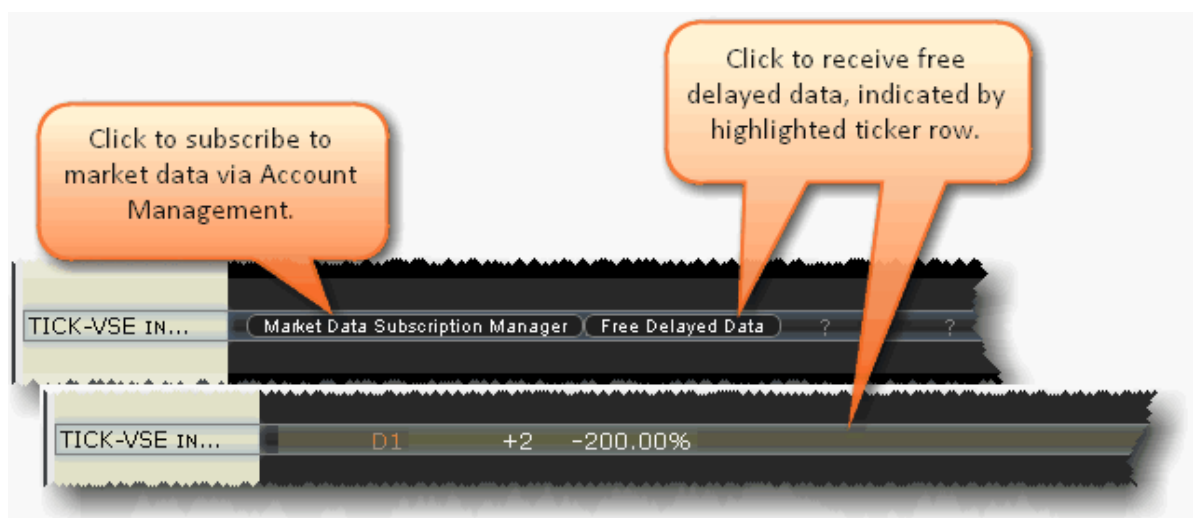 Click to receive free
delayed data, indicated by
highlighted ticker row.
Click to subscribe to
market data via Account
Management.
TICK-VSE IN... Market Data Subscription Manager Free Delayed Data ? ?
TICK-VSE IN... D1 +2 -200.00%